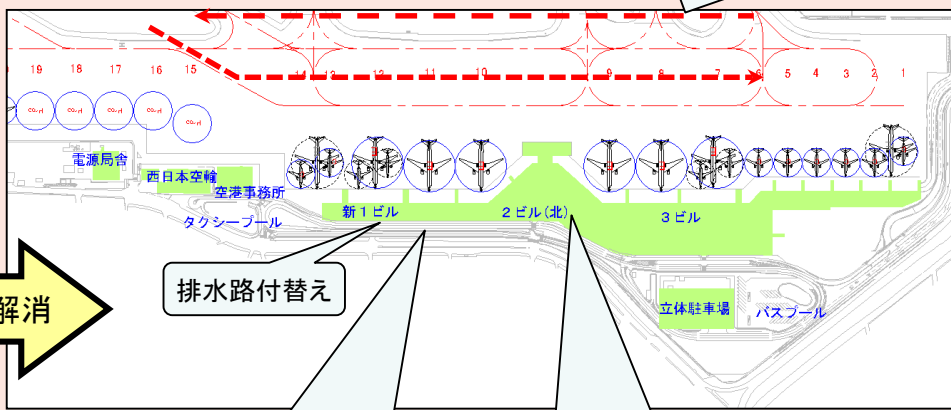 19 18 17 16 15 14 13 12 11 10 9 8 7 6 5 4 3 2 1
電源局舎
西日本空輸
空港事務所
タクシープール
新1ビル
2ビル(北)
3ビル
解消
排水路付替え
立体駐車場
バスプール